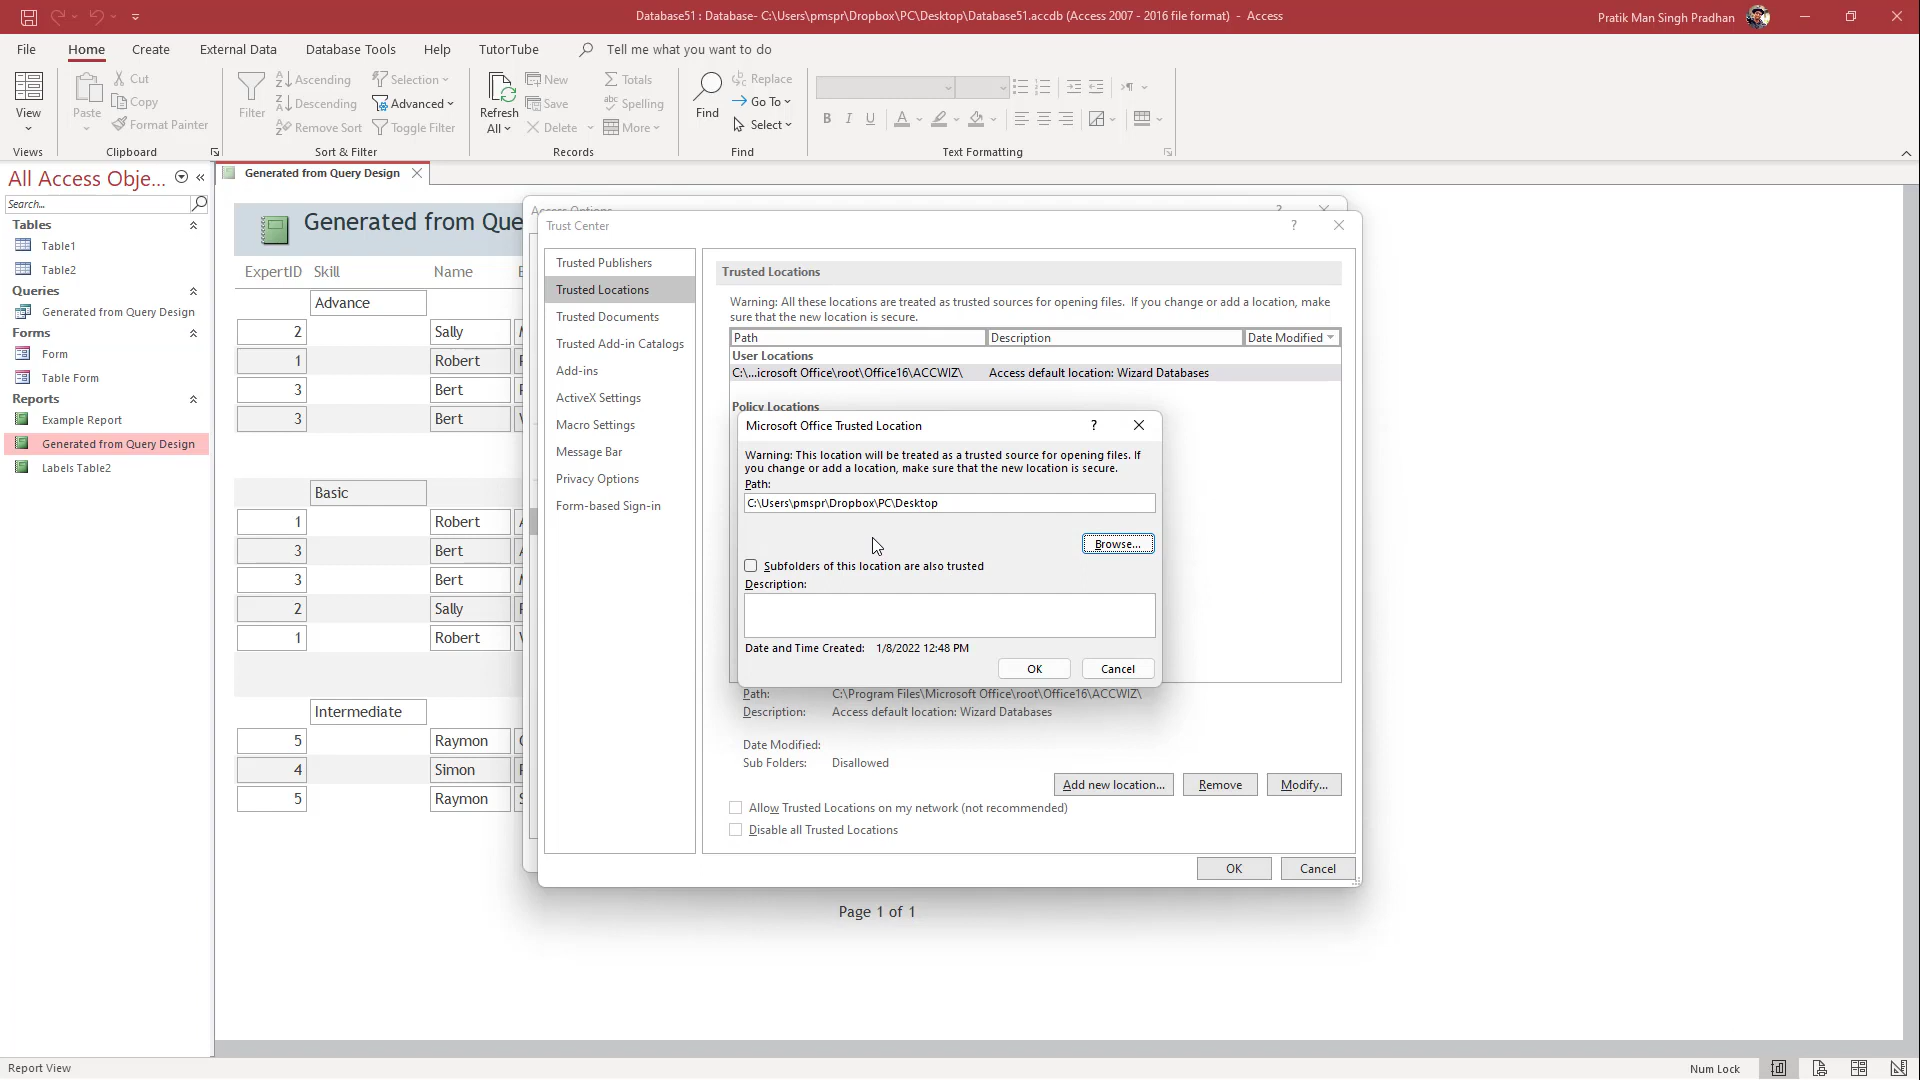 Database51 : Database- C:\Users\pmspr\Dropbox\PC\Desktop\Database51.accdb (Access 2007 - 2016 file format) - Access
Pratik Man Singh Pradhan
File
Home
Create
External Data
Database Tools
Help
TutorTube
Tell me what you want to do
View
Views
Paste
Cut
Copy
Format Painter
Clipboard
Filter
Ascending
Descending
Remove Sort
Selection
Advanced
Toggle Filter
Sort & Filter
Refresh
All
New
Save
Delete
Totals
Spelling
More
Records
Find
Replace
Go To
Select
Find
B I U
Text Formatting
All Access Obje...
Search...
Tables
Table1
Table2
Queries
Generated from Query Design
Forms
Form
Table Form
Reports
Example Report
Generated from Query Design
Labels Table2
Generated from Query Design
Generated from Que
ExpertID Skill Name
Advance
2 Sally
1 Robert
3 Bert
3 Bert
Basic
1 Robert
3 Bert
3 Bert
2 Sally
1 Robert
Intermediate
5 Raymon
4 Simon
5 Raymon
Page 1 of 1
Access Options
Trust Center
Trusted Publishers
Trusted Locations
Trusted Documents
Trusted Add-in Catalogs
Add-ins
ActiveX Settings
Macro Settings
Message Bar
Privacy Options
Form-based Sign-in
Trusted Locations
Warning: All these locations are treated as trusted sources for opening files. If you change or add a location, make
sure that the new location is secure.
Path Description Date Modified
User Locations
C:\...icrosoft Office\root\Office16\ACCWIZ\ Access default location: Wizard Databases
Policy Locations
Microsoft Office Trusted Location
Warning: This location will be treated as a trusted source for opening files. If
you change or add a location, make sure that the new location is secure.
Path:
C:\Users\pmspr\Dropbox\PC\Desktop
Browse...
Subfolders of this location are also trusted
Description:
Date and Time Created: 1/8/2022 12:48 PM
OK
Cancel
Path: C:\Program Files\Microsoft Office\root\Office16\ACCWIZ\
Description: Access default location: Wizard Databases
Date Modified:
Sub Folders: Disallowed
Add new location...
Remove
Modify...
Allow Trusted Locations on my network (not recommended)
Disable all Trusted Locations
OK
Cancel
Report View
Num Lock